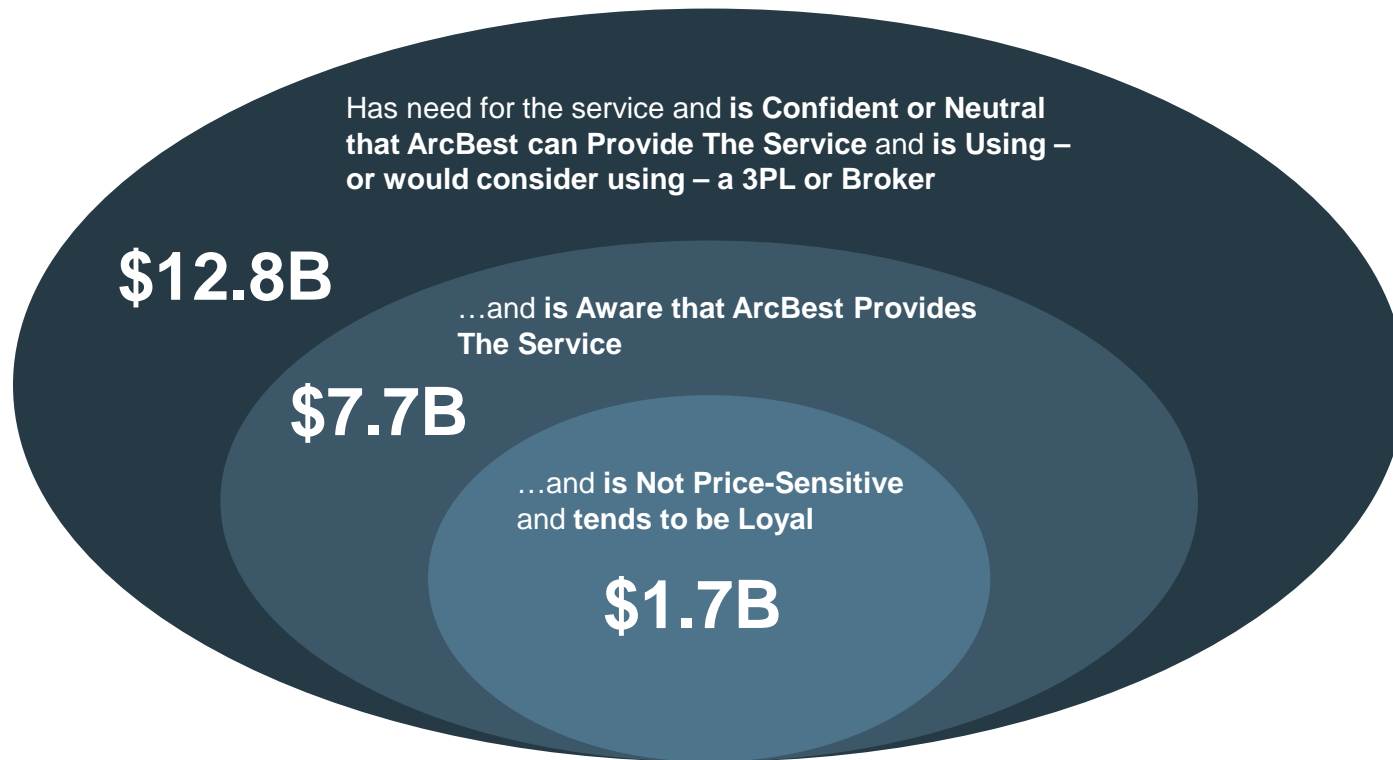 Has need for the service and is Confident or Neutral
that ArcBest can Provide The Service and is Using –
or would consider using – a 3PL or Broker
$12.8B
…and is Aware that ArcBest Provides
The Service
$7.7B
…and is Not Price-Sensitive
and tends to be Loyal
$1.7B